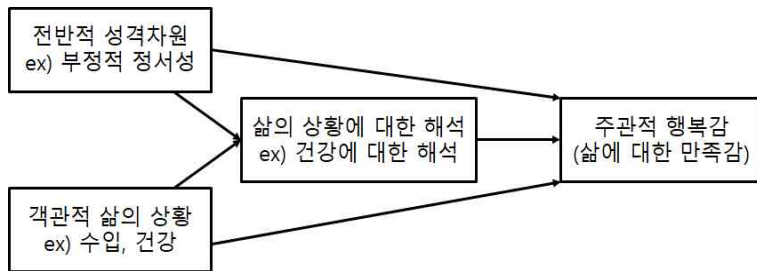 전반적 성격차원
ex) 부정적 정서성
삶의 상황에 대한 해석
ex) 건강에 대한 해석
주관적 행복감
(삶에 대한 만족감)
객관적 삶의 상황
ex) 수입, 건강